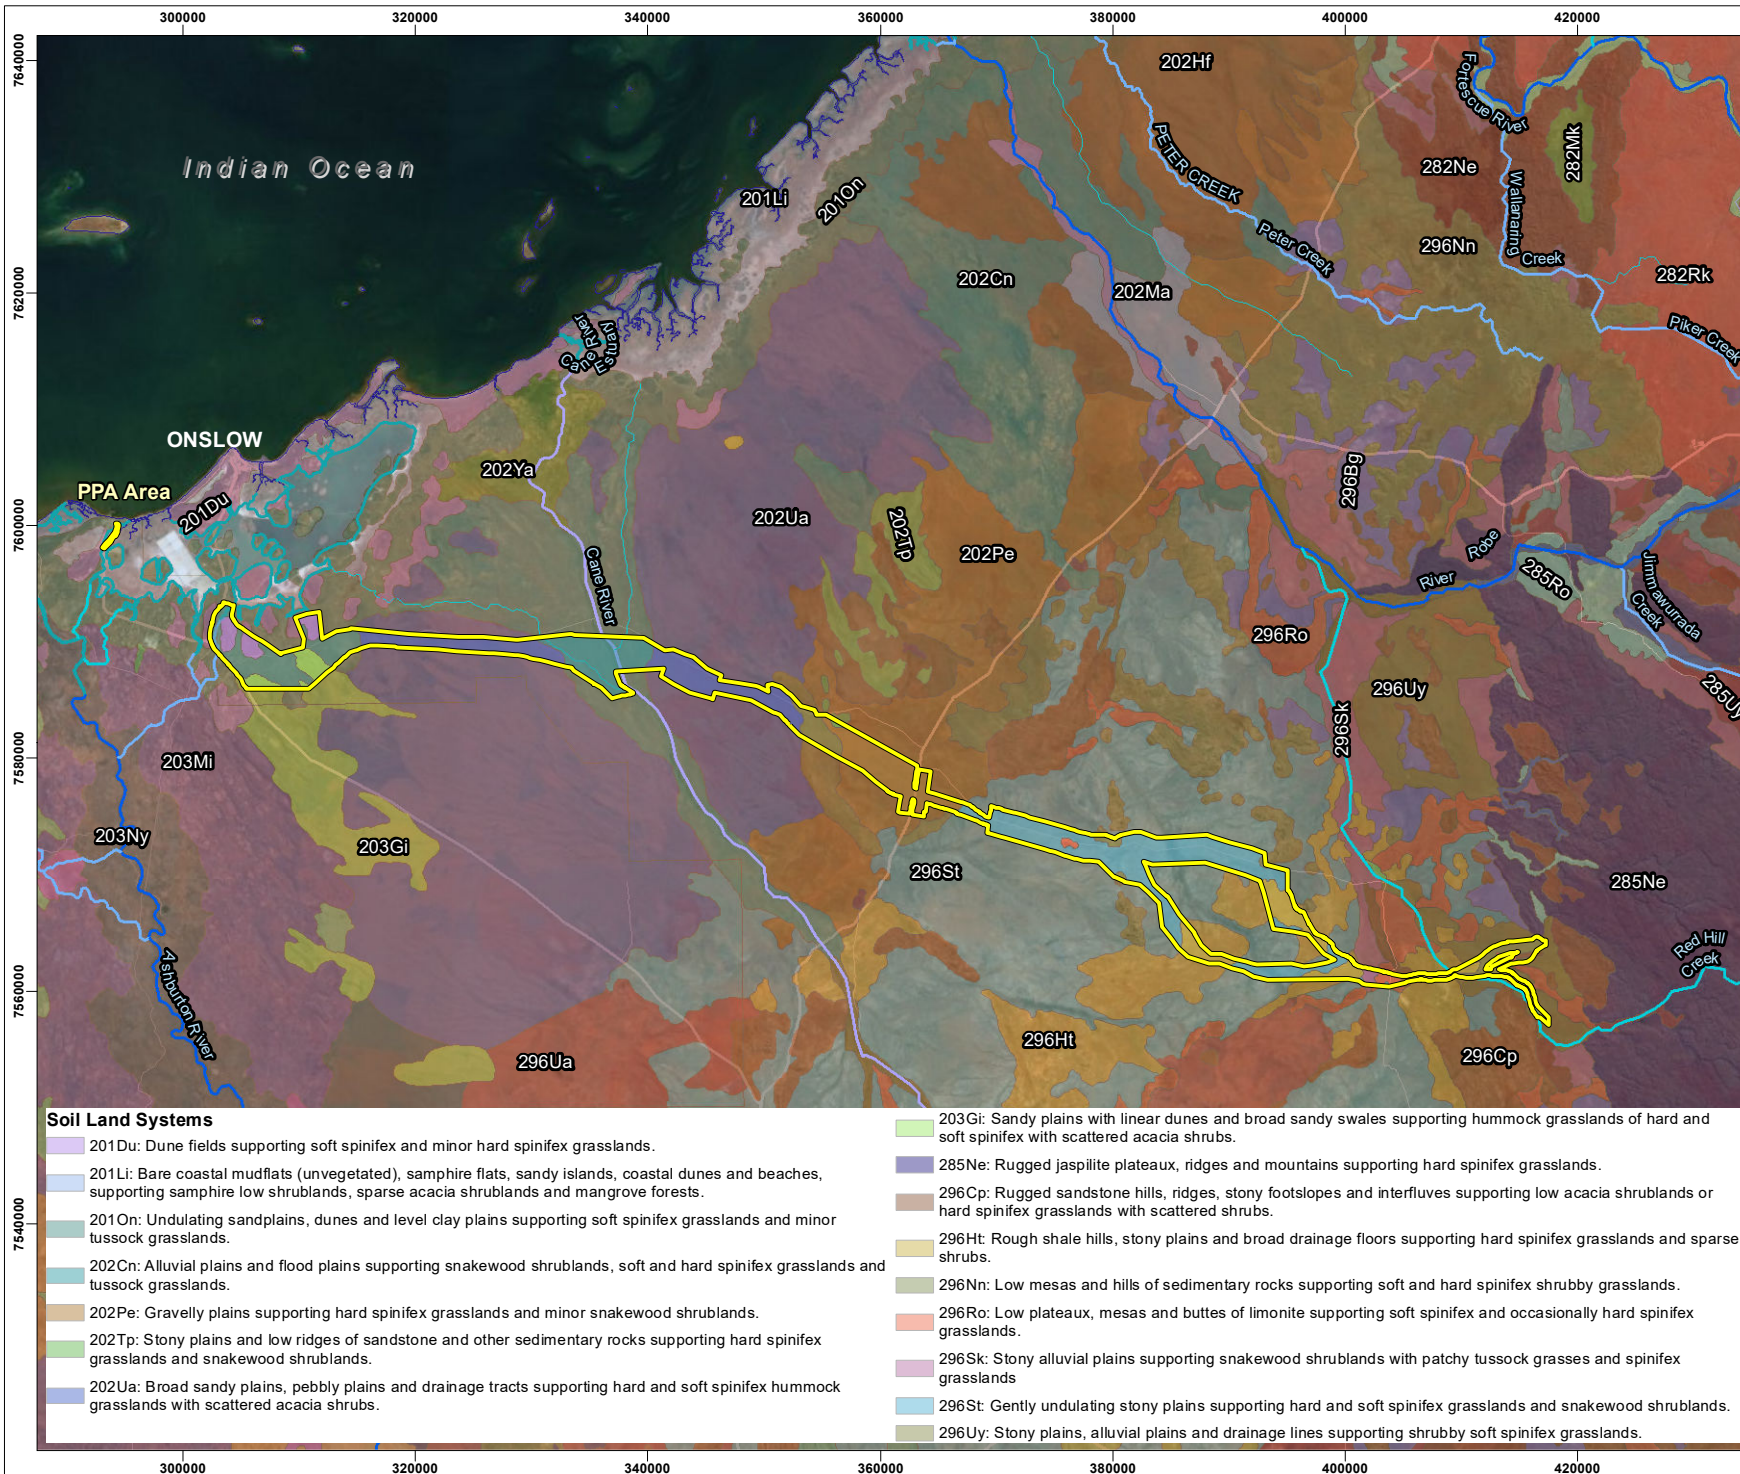 300000 320000 340000 360000 380000 400000 420000
7640000
7620000
7600000
7580000
7560000
7540000
Indian Ocean
202Hf
Fortescue River
282Mk
282Ne
PETER CREEK
Wallanaring
Creek
201Li
201On
Peter Creek
296Nn
282Rk
202Cn
202Ma
Piker Creek
Cane River
Estuary
ONSLOW
202Ya
PPA Area
201Du
202Ua
202Tp
202Pe
296Bg
Robe
River
285Ro
Jimmawurrada
Creek
Cane River
296Ro
296Uy
285Uy
296Sk
203Mi
203Ny
203Gi
296St
285Ne
Red Hill
Creek
Ashburton River
296Ua
296Ht
296Cp
Soil Land Systems
201Du: Dune fields supporting soft spinifex and minor hard spinifex grasslands.
201Li: Bare coastal mudflats (unvegetated), samphire flats, sandy islands, coastal dunes and beaches,
supporting samphire low shrublands, sparse acacia shrublands and mangrove forests.
201On: Undulating sandplains, dunes and level clay plains supporting soft spinifex grasslands and minor
tussock grasslands.
202Cn: Alluvial plains and flood plains supporting snakewood shrublands, soft and hard spinifex grasslands and
tussock grasslands.
202Pe: Gravelly plains supporting hard spinifex grasslands and minor snakewood shrublands.
202Tp: Stony plains and low ridges of sandstone and other sedimentary rocks supporting hard spinifex
grasslands and snakewood shrublands.
202Ua: Broad sandy plains, pebbly plains and drainage tracts supporting hard and soft spinifex hummock
grasslands with scattered acacia shrubs.
203Gi: Sandy plains with linear dunes and broad sandy swales supporting hummock grasslands of hard and
soft spinifex with scattered acacia shrubs.
285Ne: Rugged jaspilite plateaux, ridges and mountains supporting hard spinifex grasslands.
296Cp: Rugged sandstone hills, ridges, stony footslopes and interfluves supporting low acacia shrublands or
hard spinifex grasslands with scattered shrubs.
296Ht: Rough shale hills, stony plains and broad drainage floors supporting hard spinifex grasslands and sparse
shrubs.
296Nn: Low mesas and hills of sedimentary rocks supporting soft and hard spinifex shrubby grasslands.
296Ro: Low plateaux, mesas and buttes of limonite supporting soft spinifex and occasionally hard spinifex
grasslands.
296Sk: Stony alluvial plains supporting snakewood shrublands with patchy tussock grasses and spinifex
grasslands
296St: Gently undulating stony plains supporting hard and soft spinifex grasslands and snakewood shrublands.
296Uy: Stony plains, alluvial plains and drainage lines supporting shrubby soft spinifex grasslands.
300000 320000 340000 360000 380000 400000 420000